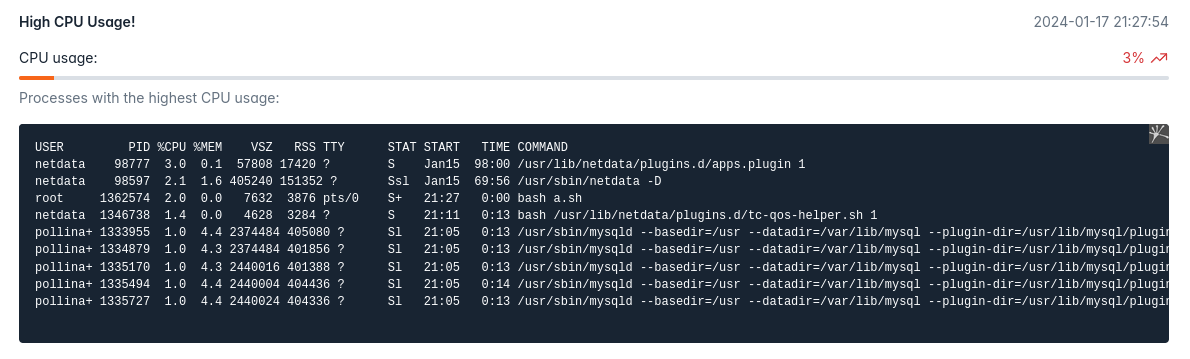 High CPU Usage! 2024-01-17 21:27:54
CPU usage: 3%
Processes with the highest CPU usage:
USER         PID %CPU %MEM    VSZ   RSS TTY      STAT START   TIME COMMAND
netdata    98777  3.0  0.1  57808 17420 ?        S    Jan15  98:00 /usr/lib/netdata/plugins.d/apps.plugin 1
netdata    98597  2.1  1.6 405240 151352 ?       Ssl  Jan15  69:56 /usr/sbin/netdata -D
root     1362574  2.0  0.0   7632  3876 pts/0    S+   21:27   0:00 bash a.sh
netdata  1346738  1.4  0.0   4628  3284 ?        S    21:11   0:13 bash /usr/lib/netdata/plugins.d/tc-qos-helper.sh 1
pollina+ 1333955  1.0  4.4 2374484 405080 ?      Sl   21:05   0:13 /usr/sbin/mysqld --basedir=/usr --datadir=/var/lib/mysql --plugin-dir=/usr/lib/mysql/plugin
pollina+ 1334879  1.0  4.3 2374484 401856 ?      Sl   21:05   0:13 /usr/sbin/mysqld --basedir=/usr --datadir=/var/lib/mysql --plugin-dir=/usr/lib/mysql/plugin
pollina+ 1335170  1.0  4.3 2440016 401388 ?      Sl   21:05   0:13 /usr/sbin/mysqld --basedir=/usr --datadir=/var/lib/mysql --plugin-dir=/usr/lib/mysql/plugin
pollina+ 1335494  1.0  4.4 2440004 404436 ?      Sl   21:05   0:14 /usr/sbin/mysqld --basedir=/usr --datadir=/var/lib/mysql --plugin-dir=/usr/lib/mysql/plugin
pollina+ 1335727  1.0  4.4 2440024 404336 ?      Sl   21:05   0:13 /usr/sbin/mysqld --basedir=/usr --datadir=/var/lib/mysql --plugin-dir=/usr/lib/mysql/plugin